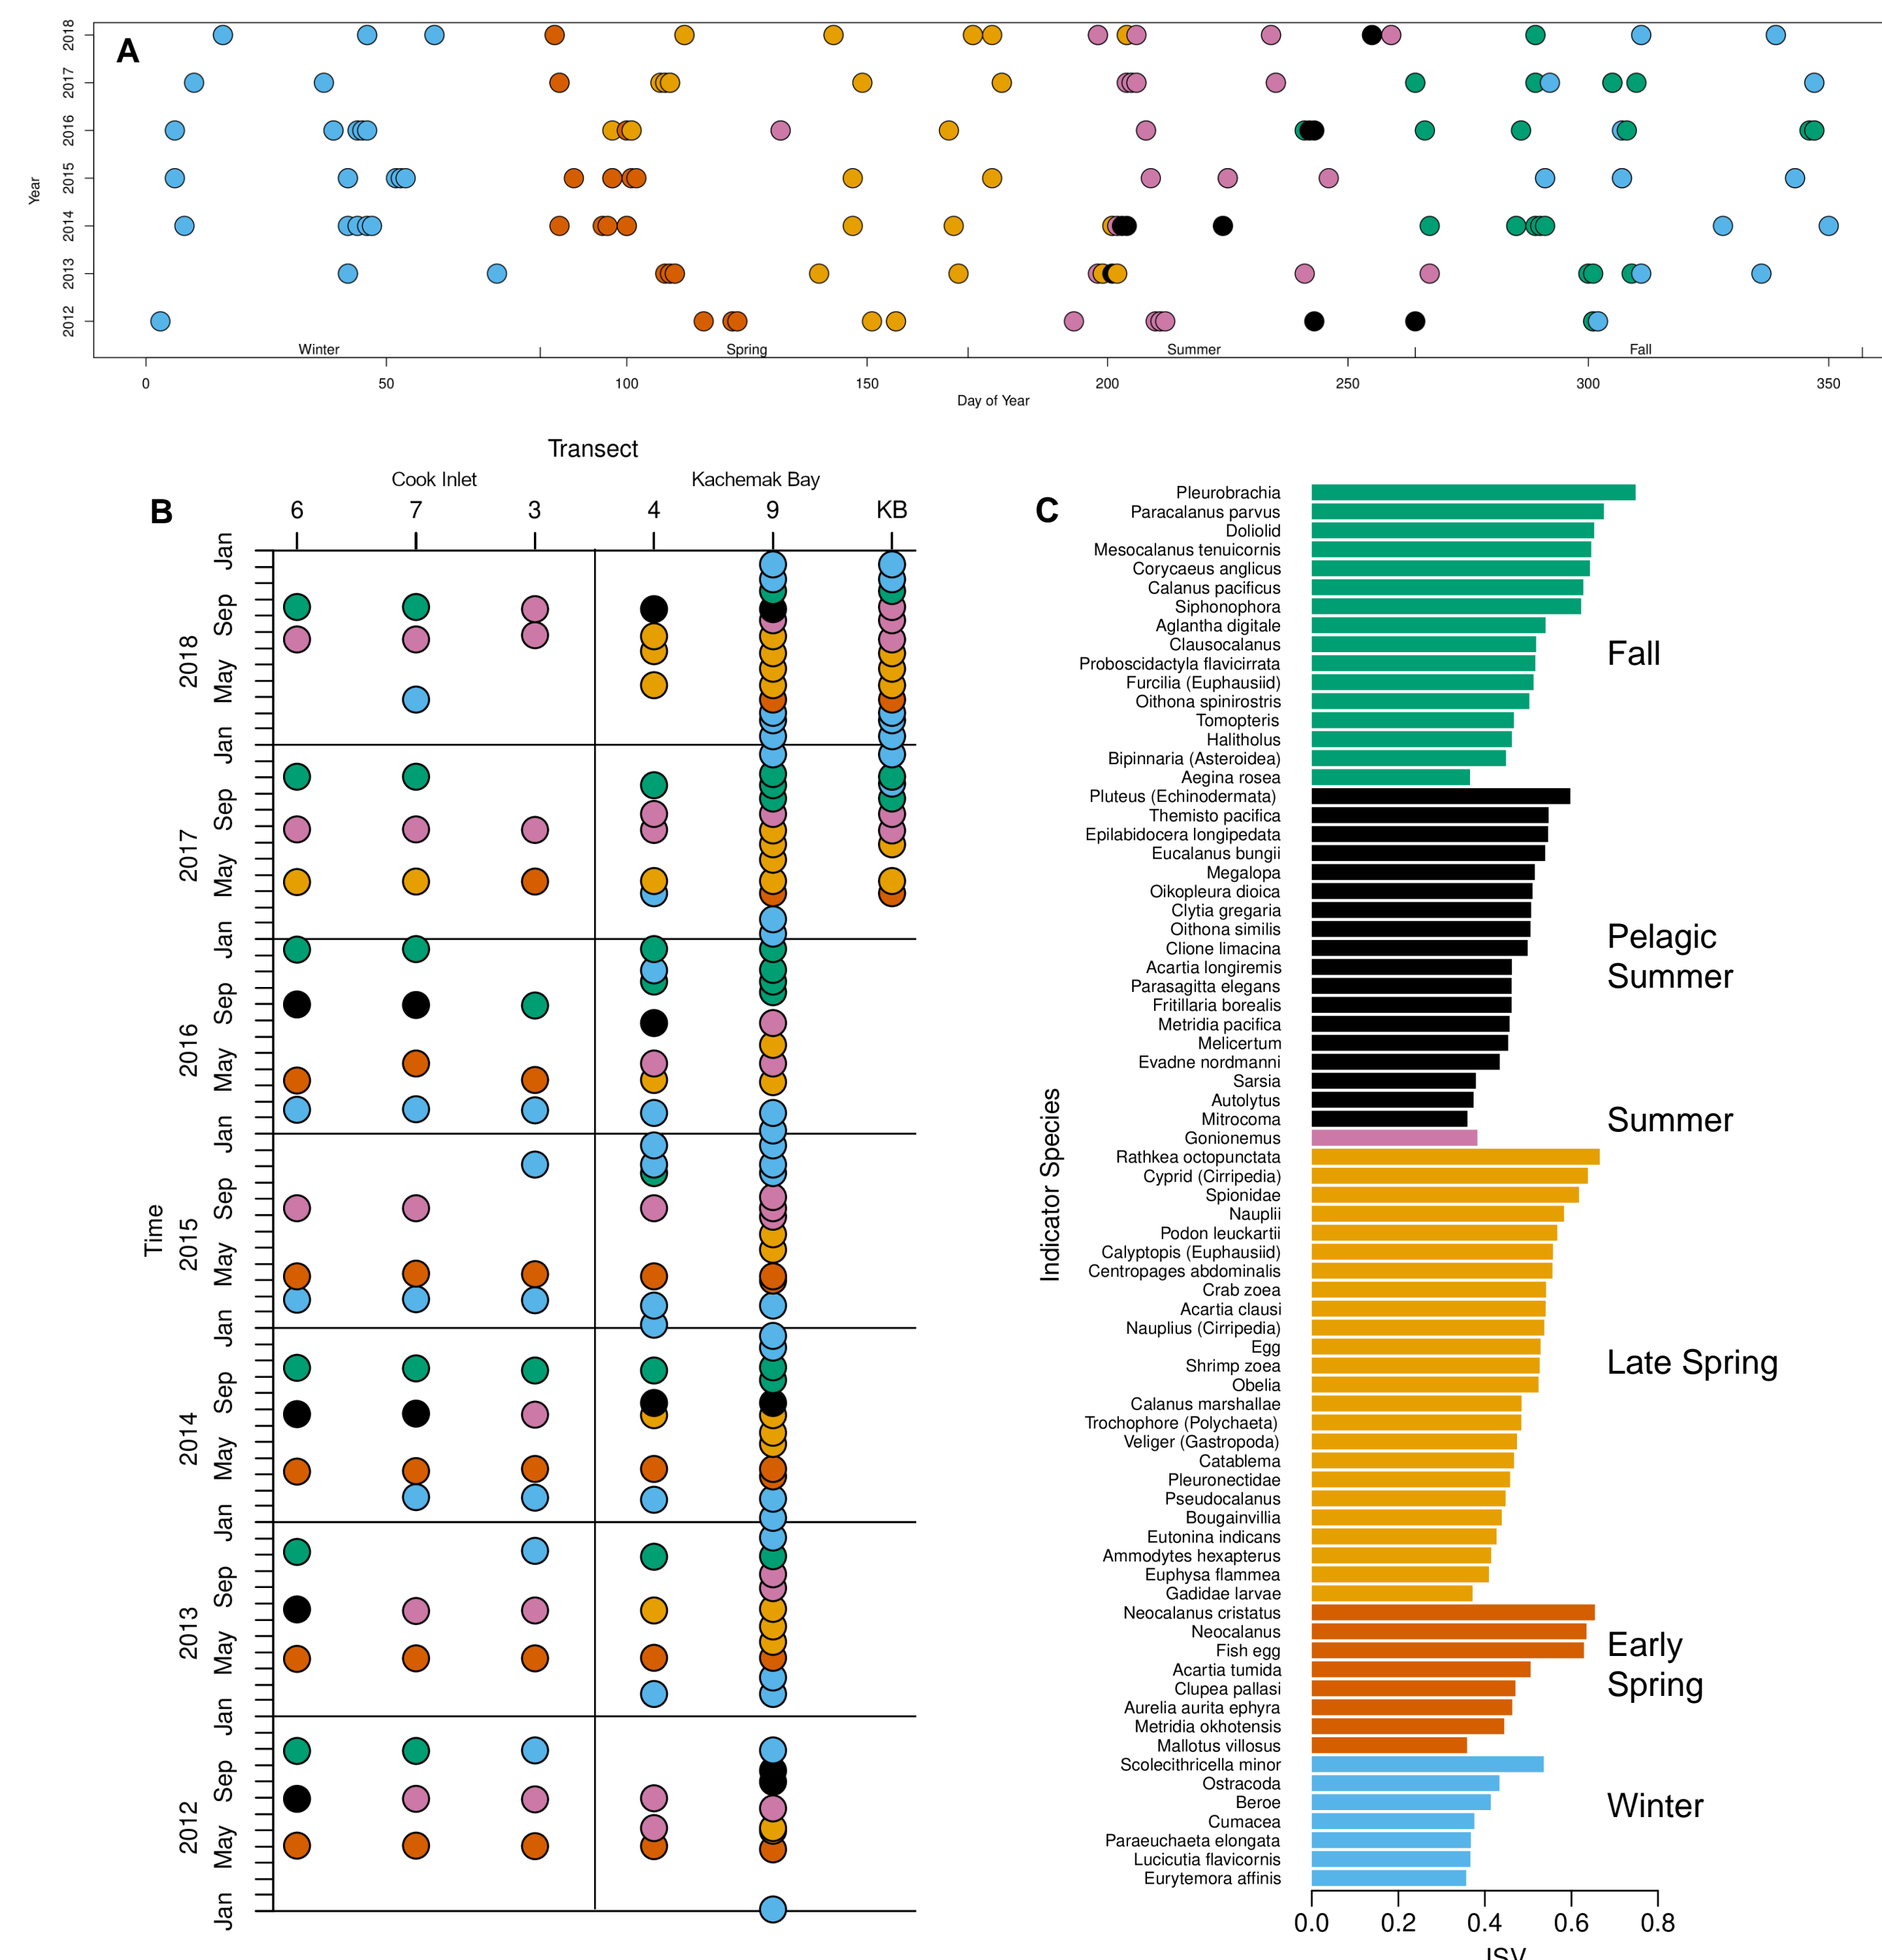 A
2018
2017
2016
2015
2014
2013
2012
Year
Winter Spring Summer Fall
0 50 100 150 200 250 300 350
Day of Year
Transect
Cook Inlet Kachemak Bay
B
6 7 3 4 9 KB
Jan
Sep
2018
May
Jan
Sep
2017
May
Jan
Sep
2016
May
Jan
Sep
2015
May
Jan
Sep
2014
May
Jan
Sep
2013
May
Jan
Sep
2012
May
Jan
Time
C
Pleurobrachia
Paracalanus parvus
Doliolid
Mesocalanus tenuicornis
Corycaeus anglicus
Calanus pacificus
Siphonophora
Aglantha digitale
Clausocalanus
Proboscidactyla flavicirrata
Furcilia (Euphausiid)
Oithona spinirostris
Tomopteris
Halitholus
Bipinnaria (Asteroidea)
Aegina rosea
Pluteus (Echinodermata)
Themisto pacifica
Epilabidocera longipedata
Eucalanus bungii
Megalopa
Oikopleura dioica
Clytia gregaria
Oithona similis
Clione limacina
Acartia longiremis
Parasagitta elegans
Fritillaria borealis
Metridia pacifica
Melicertum
Evadne nordmanni
Sarsia
Autolytus
Mitrocoma
Gonionemus
Rathkea octopunctata
Cyprid (Cirripedia)
Spionidae
Nauplii
Podon leuckartii
Calyptopis (Euphausiid)
Centropages abdominalis
Crab zoea
Acartia clausi
Nauplius (Cirripedia)
Egg
Shrimp zoea
Obelia
Calanus marshallae
Trochophore (Polychaeta)
Veliger (Gastropoda)
Catablema
Pleuronectidae
Pseudocalanus
Bougainvillia
Eutonina indicans
Ammodytes hexapterus
Euphysa flammea
Gadidae larvae
Neocalanus cristatus
Neocalanus
Fish egg
Acartia tumida
Clupea pallasi
Aurelia aurita ephyra
Metridia okhotensis
Mallotus villosus
Scolecithricella minor
Ostracoda
Beroe
Cumacea
Paraeuchaeta elongata
Lucicutia flavicornis
Eurytemora affinis
Indicator Species
Fall
Pelagic
Summer
Summer
Late Spring
Early
Spring
Winter
0.0 0.2 0.4 0.6 0.8